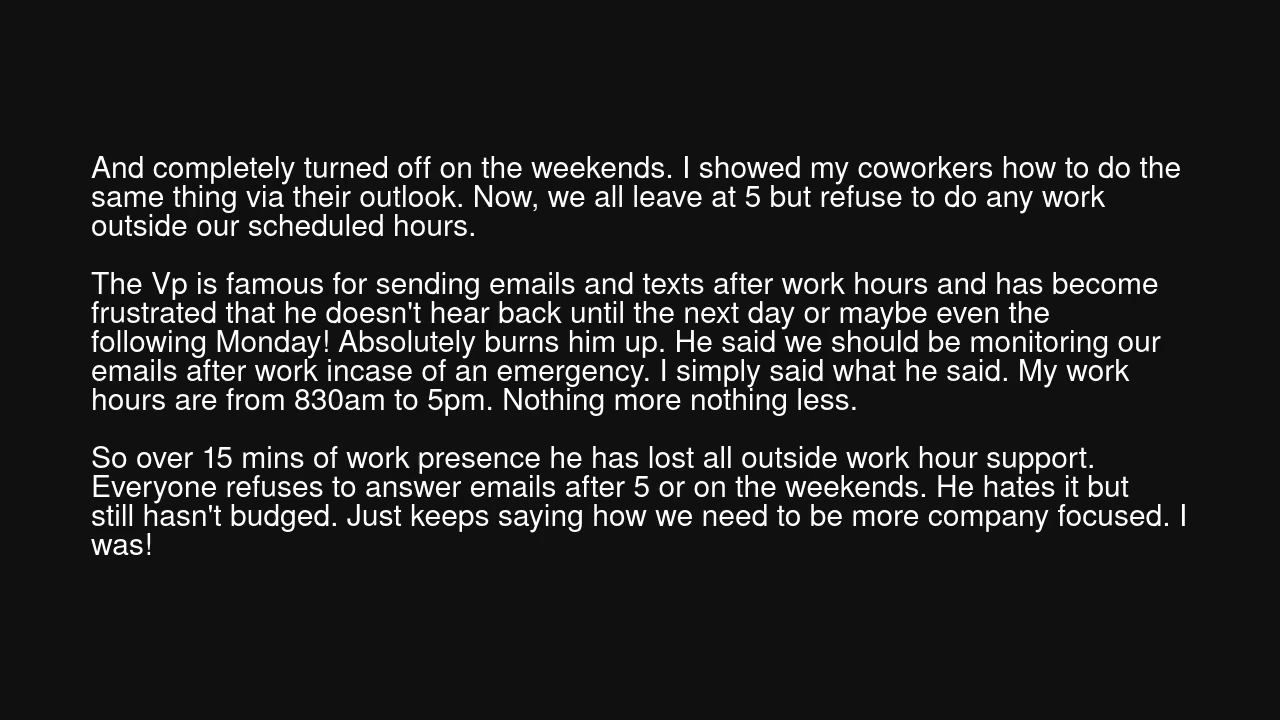 And completely turned off on the weekends. I showed my coworkers how to do the
same thing via their outlook. Now, we all leave at 5 but refuse to do any work
outside our scheduled hours.
The Vp is famous for sending emails and texts after work hours and has become
frustrated that he doesn't hear back until the next day or maybe even the
following Monday! Absolutely burns him up. He said we should be monitoring our
emails after work incase of an emergency. I simply said what he said. My work
hours are from 830am to 5pm. Nothing more nothing less.
So over 15 mins of work presence he has lost all outside work hour support.
Everyone refuses to answer emails after 5 or on the weekends. He hates it but
still hasn't budged. Just keeps saying how we need to be more company focused. I
was!